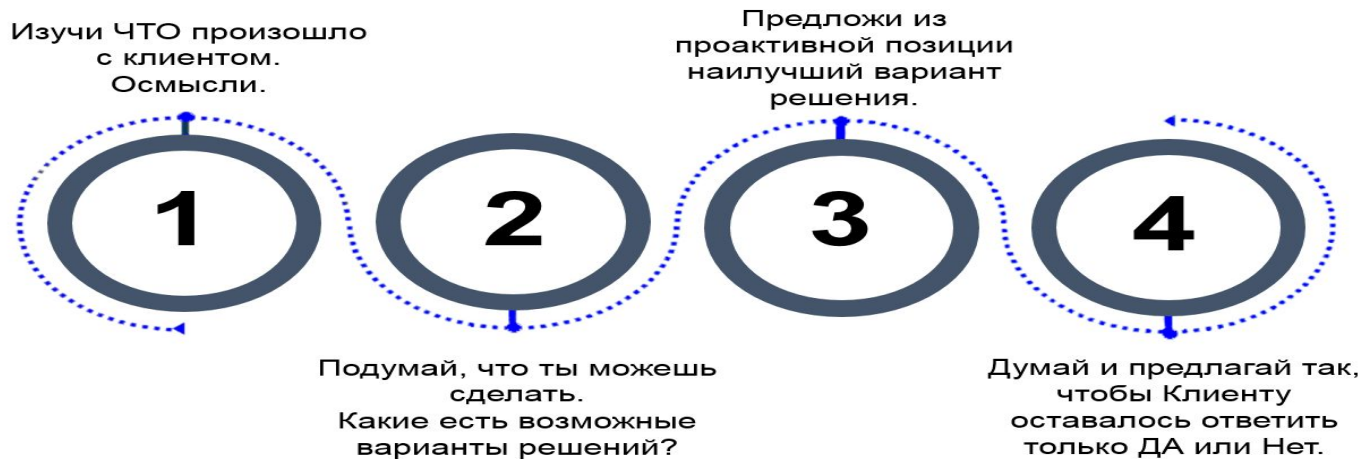 Изучи ЧТО произошло
с клиентом.
Осмысли.
1
Подумай, что ты можешь
сделать.
Какие есть возможные
варианты решений?
2
Предложи из
проактивной позиции
наилучший вариант
решения.
3
Думай и предлагай так,
чтобы Клиенту
оставалось ответить
только ДА или Нет.
4